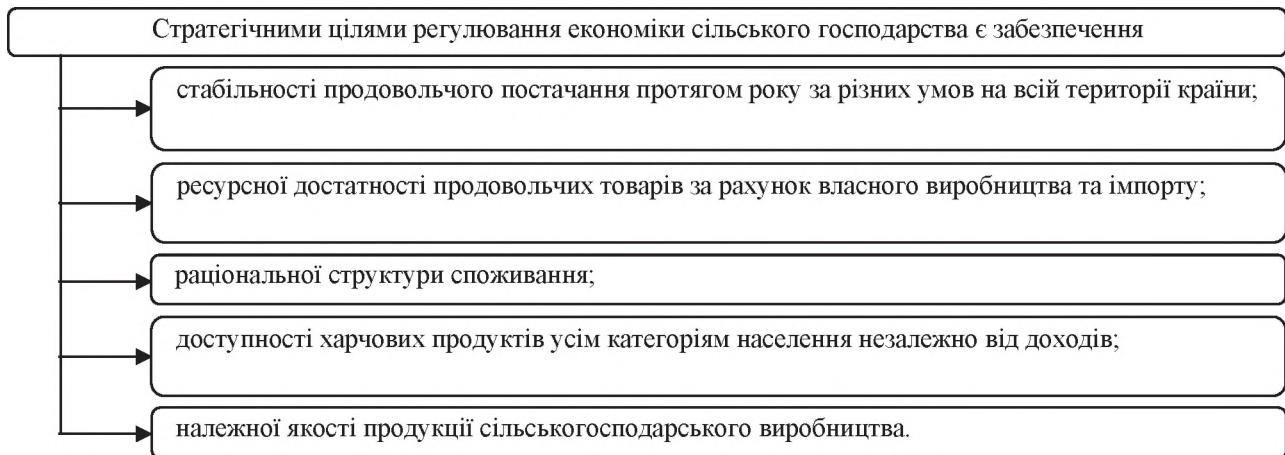 Стратегічними цілями регулювання економіки сільського господарства є забезпечення
стабільності продовольчого постачання протягом року за різних умов на всій території країни;
ресурсної достатності продовольчих товарів за рахунок власного виробництва та імпорту;
раціональної структури споживання;
доступності харчових продуктів усім категоріям населення незалежно від доходів;
належної якості продукції сільськогосподарського виробництва.